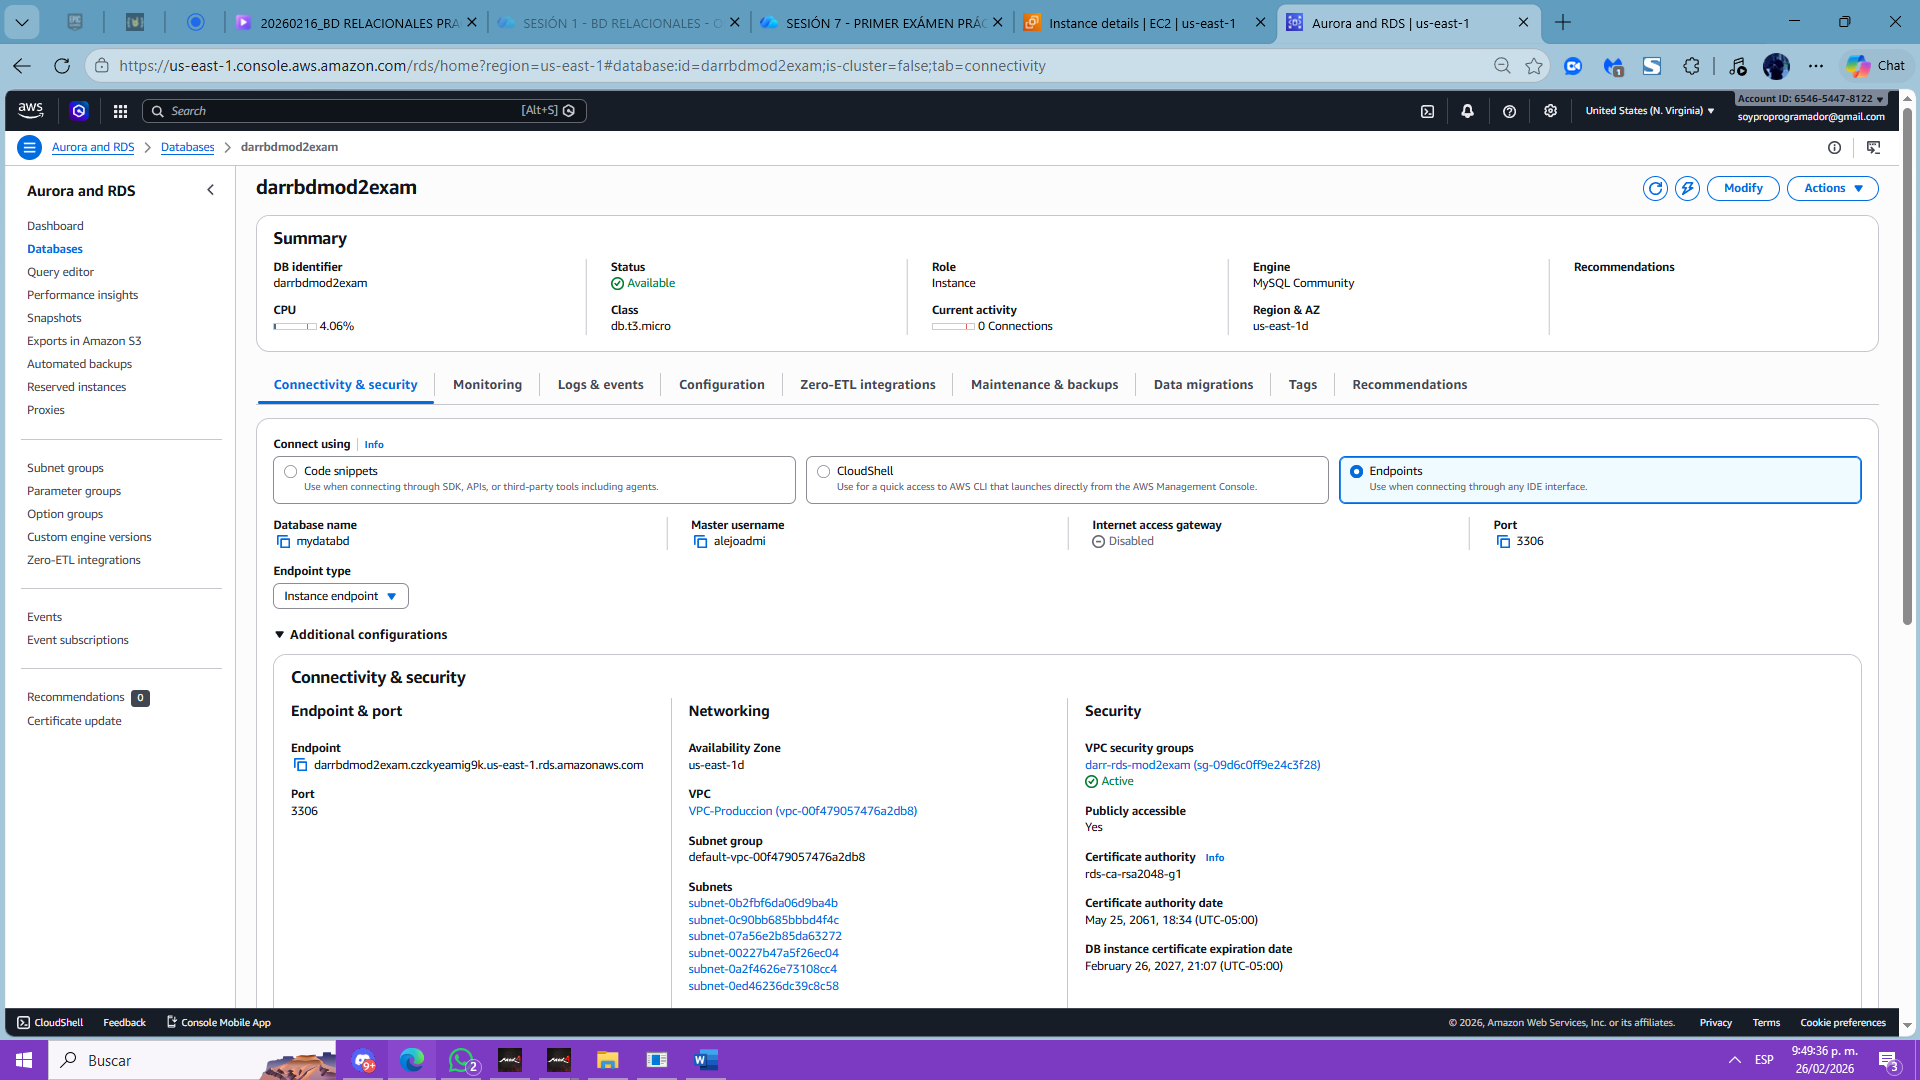 20260216_BD RELACIONALES PRA
SESIÓN 1 - BD RELACIONALES - C
SESIÓN 7 - PRIMER EXÁMEN PRÁC
Instance details | EC2 | us-east-1
Aurora and RDS | us-east-1
https://us-east-1.console.aws.amazon.com/rds/home?region=us-east-1#database:id=darrbdmod2exam;is-cluster=false;tab=connectivity
1
Chat
aws
Search
[Alt+S]
United States (N. Virginia)
Account ID: 6546-5447-8122
soyproprogramador@gmail.com
Aurora and RDS
Databases
darrbdmod2exam
Aurora and RDS
Dashboard
Databases
Query editor
Performance insights
Snapshots
Exports in Amazon S3
Automated backups
Reserved instances
Proxies
Subnet groups
Parameter groups
Option groups
Custom engine versions
Zero-ETL integrations
Events
Event subscriptions
Recommendations 0
Certificate update
darrbdmod2exam
Modify
Actions
Summary
DB identifier
darrbdmod2exam
CPU
4.06%
Status
Available
Class
db.t3.micro
Role
Instance
Current activity
0 Connections
Engine
MySQL Community
Region & AZ
us-east-1d
Recommendations
Connectivity & security
Monitoring
Logs & events
Configuration
Zero-ETL integrations
Maintenance & backups
Data migrations
Tags
Recommendations
Connect using
Info
Code snippets
Use when connecting through SDK, APIs, or third-party tools including agents.
CloudShell
Use for a quick access to AWS CLI that launches directly from the AWS Management Console.
Endpoints
Use when connecting through any IDE interface.
Database name
mydatabd
Master username
alejoadmi
Internet access gateway
Disabled
Port
3306
Endpoint type
Instance endpoint
Additional configurations
Connectivity & security
Endpoint & port
Endpoint
darrbdmod2exam.czckyeamig9k.us-east-1.rds.amazonaws.com
Port
3306
Networking
Availability Zone
us-east-1d
VPC
VPC-Produccion (vpc-00f479057476a2db8)
Subnet group
default-vpc-00f479057476a2db8
Subnets
subnet-0b2fbf6da06d9ba4b
subnet-0c90bb685bbbd4f4c
subnet-07a56e2b85da63272
subnet-00227b47a5f26ec04
subnet-0a2f4626e73108cc4
subnet-0ed46236dc39c8c58
Security
VPC security groups
darr-rds-mod2exam (sg-09d6c0ff9e24c3f28)
Active
Publicly accessible
Yes
Certificate authority
Info
rds-ca-rsa2048-g1
Certificate authority date
May 25, 2061, 18:34 (UTC-05:00)
DB instance certificate expiration date
February 26, 2027, 21:07 (UTC-05:00)
CloudShell
Feedback
Console Mobile App
© 2026, Amazon Web Services, Inc. or its affiliates.
Privacy
Terms
Cookie preferences
Buscar
9+
2
ESP
9:49:36 p. m.
26/02/2026
3